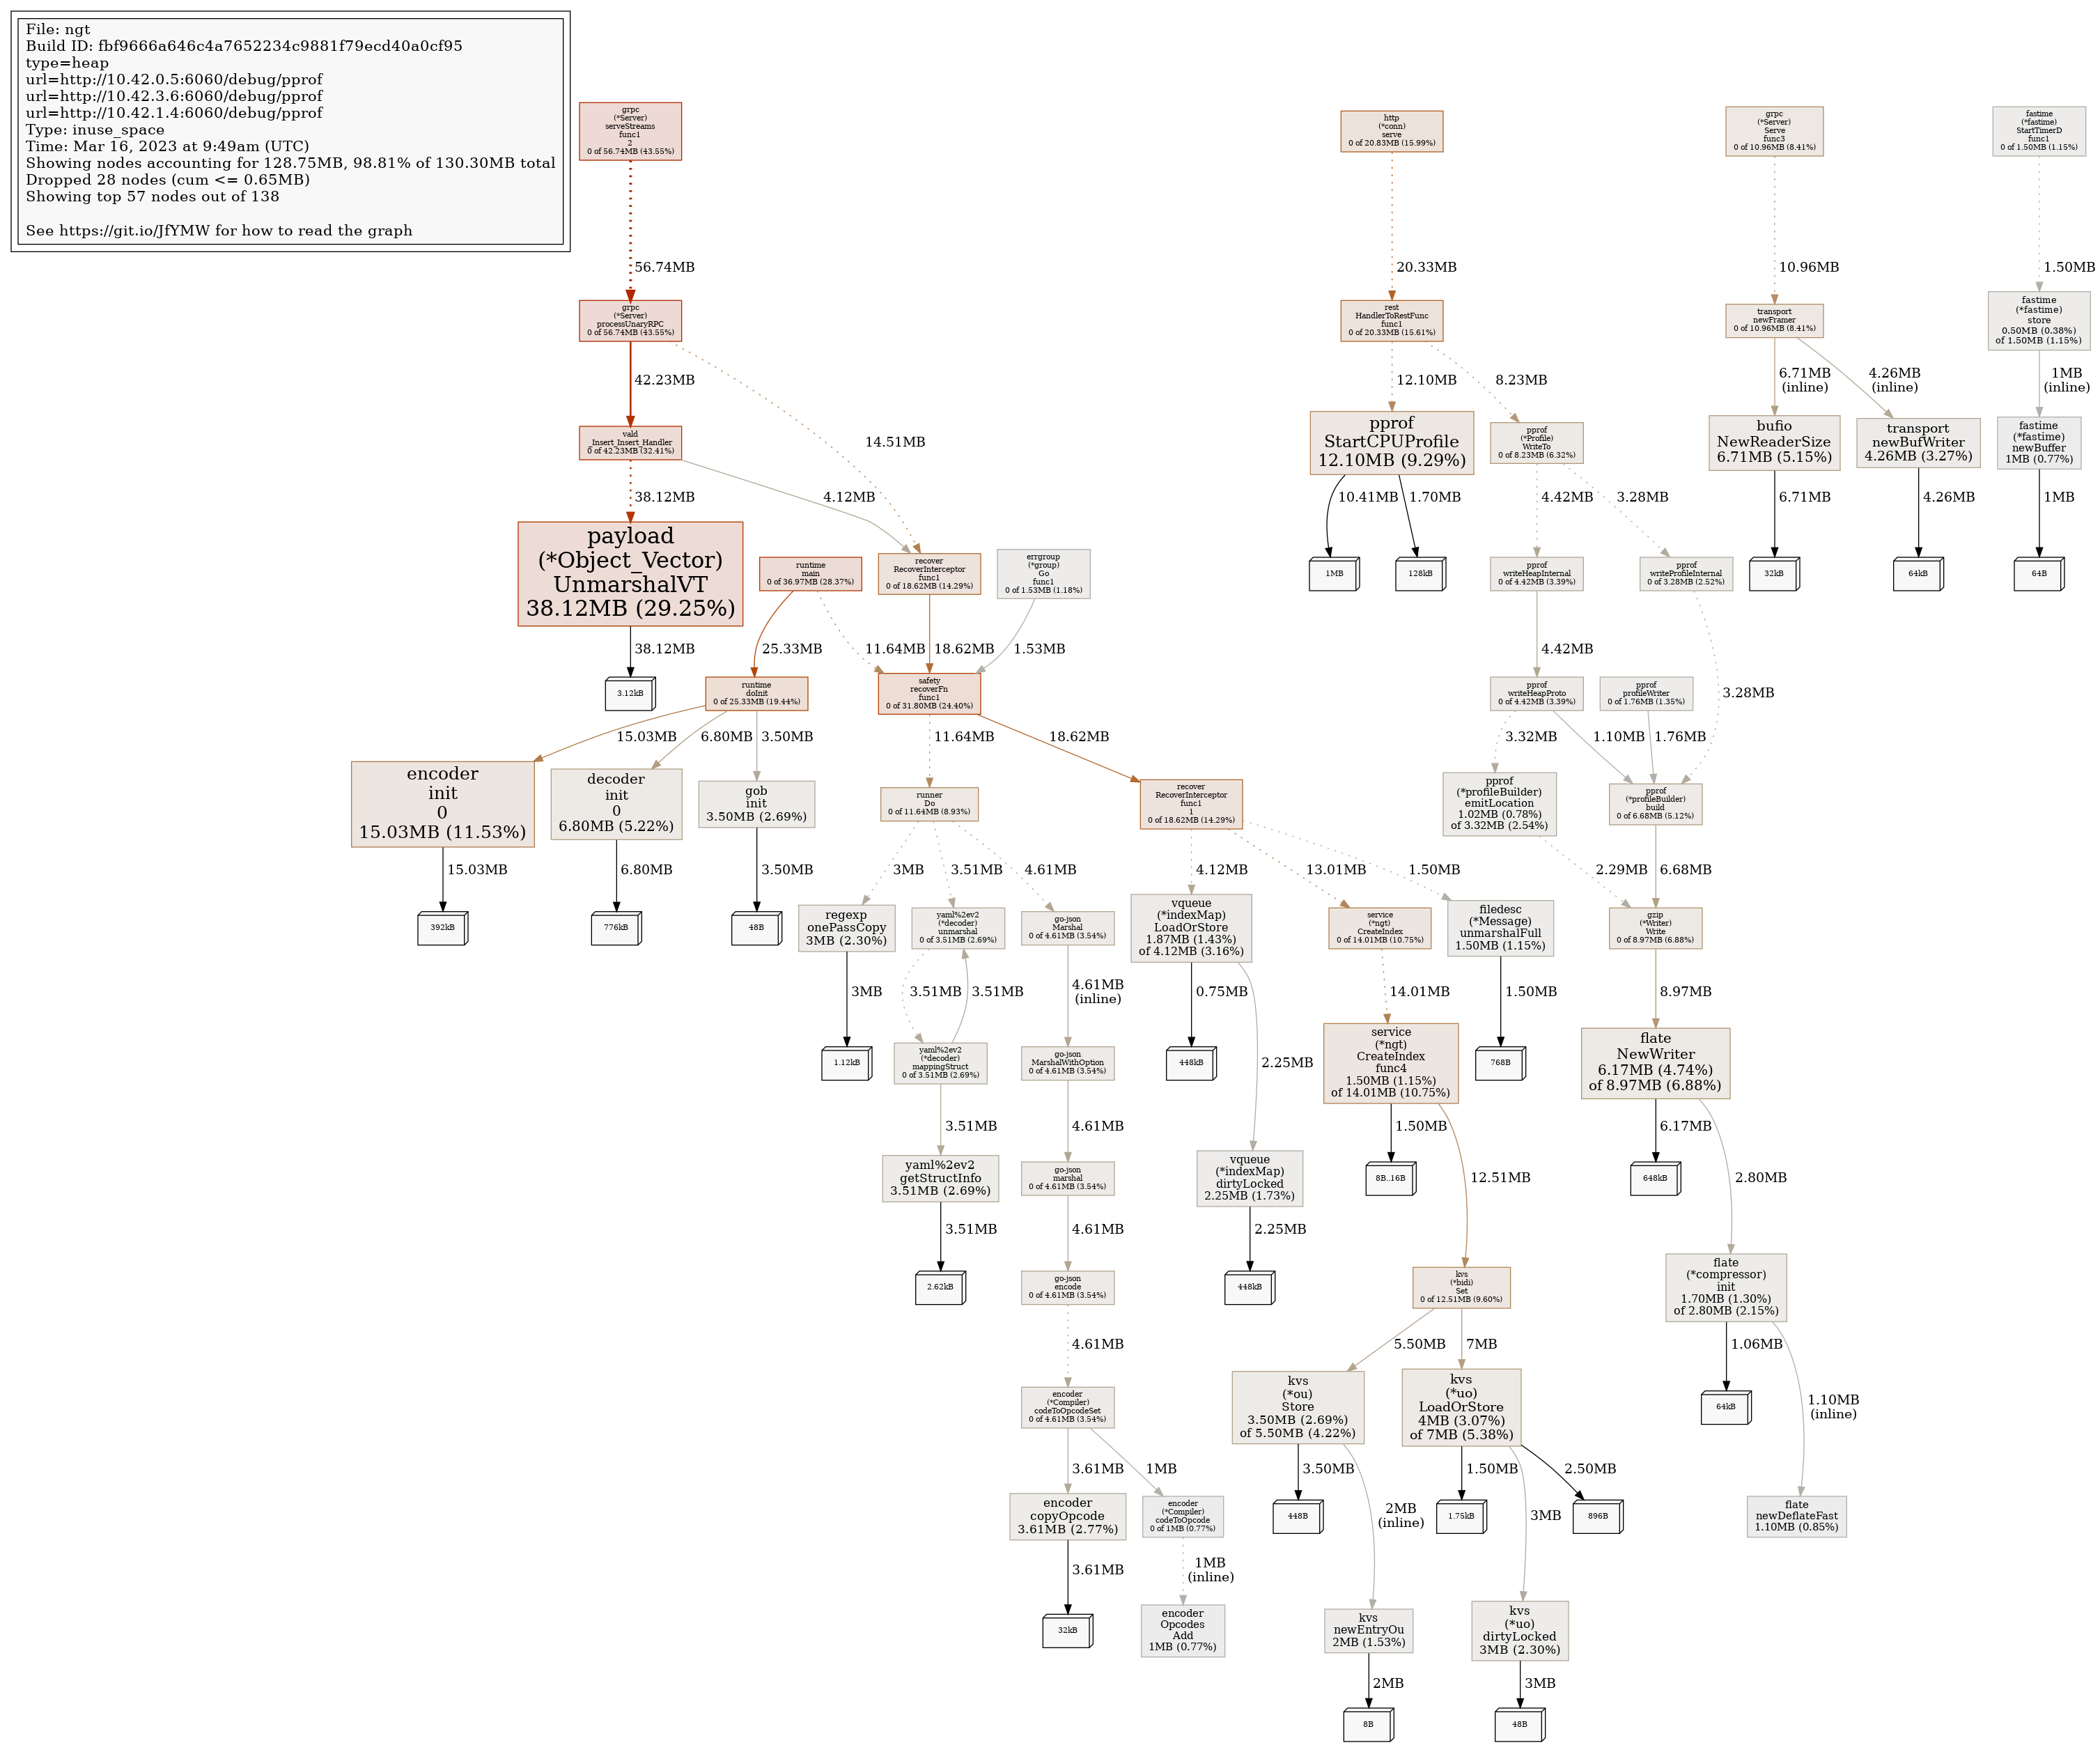 File: ngt
Build ID: fbf9666a646c4a7652234c9881f79ecd40a0cf95
type=heap
url=http://10.42.0.5:6060/debug/pprof
url=http://10.42.3.6:6060/debug/pprof
url=http://10.42.1.4:6060/debug/pprof
Type: inuse_space
Time: Mar 16, 2023 at 9:49am (UTC)
Showing nodes accounting for 128.75MB, 98.81% of 130.30MB total
Dropped 28 nodes (cum <= 0.65MB)
Showing top 57 nodes out of 138
See https://git.io/JfYMW for how to read the graph
grpc
(*Server)
serveStreams
func1
2
0 of 56.74MB (43.55%)
http
(*conn)
serve
0 of 20.83MB (15.99%)
grpc
(*Server)
Serve
func3
0 of 10.96MB (8.41%)
fastime
(*fastime)
StartTimerD
func1
0 of 1.50MB (1.15%)
56.74MB
20.33MB
10.96MB
1.50MB
grpc
(*Server)
processUnaryRPC
0 of 56.74MB (43.55%)
rest
HandlerToRestFunc
func1
0 of 20.33MB (15.61%)
transport
newFramer
0 of 10.96MB (8.41%)
fastime
(*fastime)
store
0.50MB (0.38%)
of 1.50MB (1.15%)
42.23MB
14.51MB
12.10MB
8.23MB
6.71MB
(inline)
4.26MB
(inline)
1MB
(inline)
vald
_Insert_Insert_Handler
0 of 42.23MB (32.41%)
pprof
StartCPUProfile
12.10MB (9.29%)
pprof
(*Profile)
WriteTo
0 of 8.23MB (6.32%)
bufio
NewReaderSize
6.71MB (5.15%)
transport
newBufWriter
4.26MB (3.27%)
fastime
(*fastime)
newBuffer
1MB (0.77%)
38.12MB
4.12MB
10.41MB
1.70MB
4.42MB
3.28MB
6.71MB
4.26MB
1MB
payload
(*Object_Vector)
UnmarshalVT
38.12MB (29.25%)
runtime
main
0 of 36.97MB (28.37%)
recover
RecoverInterceptor
func1
0 of 18.62MB (14.29%)
errgroup
(*group)
Go
func1
0 of 1.53MB (1.18%)
1MB
128kB
pprof
writeHeapInternal
0 of 4.42MB (3.39%)
pprof
writeProfileInternal
0 of 3.28MB (2.52%)
32kB
64kB
64B
38.12MB
25.33MB
11.64MB
18.62MB
1.53MB
4.42MB
3.28MB
3.12kB
runtime
doInit
0 of 25.33MB (19.44%)
safety
recoverFn
func1
0 of 31.80MB (24.40%)
pprof
writeHeapProto
0 of 4.42MB (3.39%)
pprof
profileWriter
0 of 1.76MB (1.35%)
15.03MB
6.80MB
3.50MB
11.64MB
18.62MB
3.32MB
1.10MB
1.76MB
encoder
init
0
15.03MB (11.53%)
decoder
init
0
6.80MB (5.22%)
gob
init
3.50MB (2.69%)
runner
Do
0 of 11.64MB (8.93%)
recover
RecoverInterceptor
func1
1
0 of 18.62MB (14.29%)
pprof
(*profileBuilder)
emitLocation
1.02MB (0.78%)
of 3.32MB (2.54%)
pprof
(*profileBuilder)
build
0 of 6.68MB (5.12%)
15.03MB
6.80MB
3.50MB
3MB
3.51MB
4.61MB
4.12MB
13.01MB
1.50MB
2.29MB
6.68MB
392kB
776kB
48B
regexp
onePassCopy
3MB (2.30%)
yaml%2ev2
(*decoder)
unmarshal
0 of 3.51MB (2.69%)
go-json
Marshal
0 of 4.61MB (3.54%)
vqueue
(*indexMap)
LoadOrStore
1.87MB (1.43%)
of 4.12MB (3.16%)
service
(*ngt)
CreateIndex
0 of 14.01MB (10.75%)
filedesc
(*Message)
unmarshalFull
1.50MB (1.15%)
gzip
(*Writer)
Write
0 of 8.97MB (6.88%)
3MB
3.51MB
3.51MB
4.61MB
(inline)
0.75MB
2.25MB
14.01MB
1.50MB
8.97MB
1.12kB
yaml%2ev2
(*decoder)
mappingStruct
0 of 3.51MB (2.69%)
go-json
MarshalWithOption
0 of 4.61MB (3.54%)
448kB
service
(*ngt)
CreateIndex
func4
1.50MB (1.15%)
of 14.01MB (10.75%)
768B
flate
NewWriter
6.17MB (4.74%)
of 8.97MB (6.88%)
3.51MB
4.61MB
1.50MB
12.51MB
6.17MB
2.80MB
yaml%2ev2
getStructInfo
3.51MB (2.69%)
go-json
marshal
0 of 4.61MB (3.54%)
vqueue
(*indexMap)
dirtyLocked
2.25MB (1.73%)
8B..16B
648kB
3.51MB
4.61MB
2.25MB
2.62kB
go-json
encode
0 of 4.61MB (3.54%)
448kB
kvs
(*bidi)
Set
0 of 12.51MB (9.60%)
flate
(*compressor)
init
1.70MB (1.30%)
of 2.80MB (2.15%)
4.61MB
5.50MB
7MB
1.06MB
1.10MB
(inline)
encoder
(*Compiler)
codeToOpcodeSet
0 of 4.61MB (3.54%)
kvs
(*ou)
Store
3.50MB (2.69%)
of 5.50MB (4.22%)
kvs
(*uo)
LoadOrStore
4MB (3.07%)
of 7MB (5.38%)
64kB
3.61MB
1MB
3.50MB
2MB
(inline)
1.50MB
3MB
2.50MB
encoder
copyOpcode
3.61MB (2.77%)
encoder
(*Compiler)
codeToOpcode
0 of 1MB (0.77%)
448B
1.75kB
896B
flate
newDeflateFast
1.10MB (0.85%)
3.61MB
1MB
(inline)
32kB
encoder
Opcodes
Add
1MB (0.77%)
kvs
newEntryOu
2MB (1.53%)
kvs
(*uo)
dirtyLocked
3MB (2.30%)
2MB
3MB
8B
48B